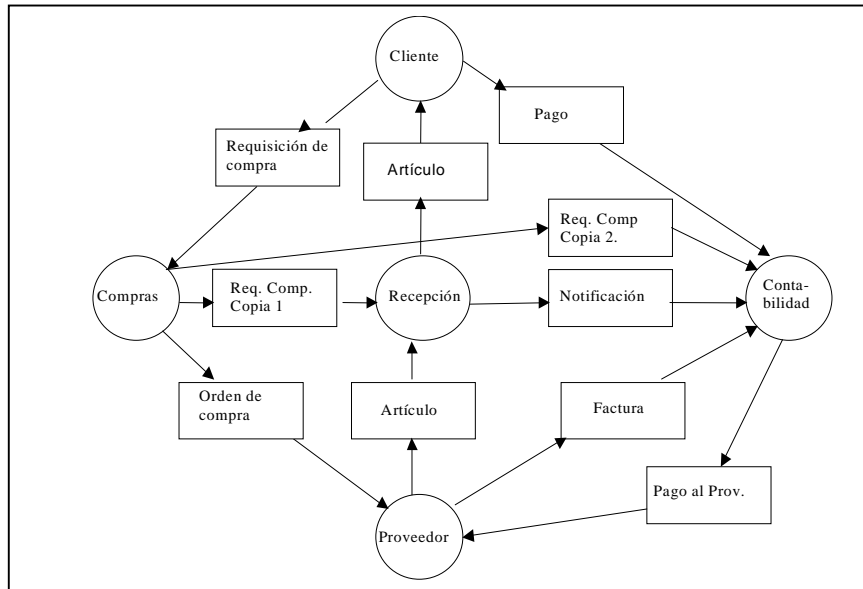 Cliente
Pago
Requisición de
compra
Artículo
Req. Comp
Copia 2.
Compras
Req. Comp.
Copia 1
Recepción
Notificación
Conta-
bilidad
Orden de
compra
Artículo
Factura
Pago al Prov.
Proveedor